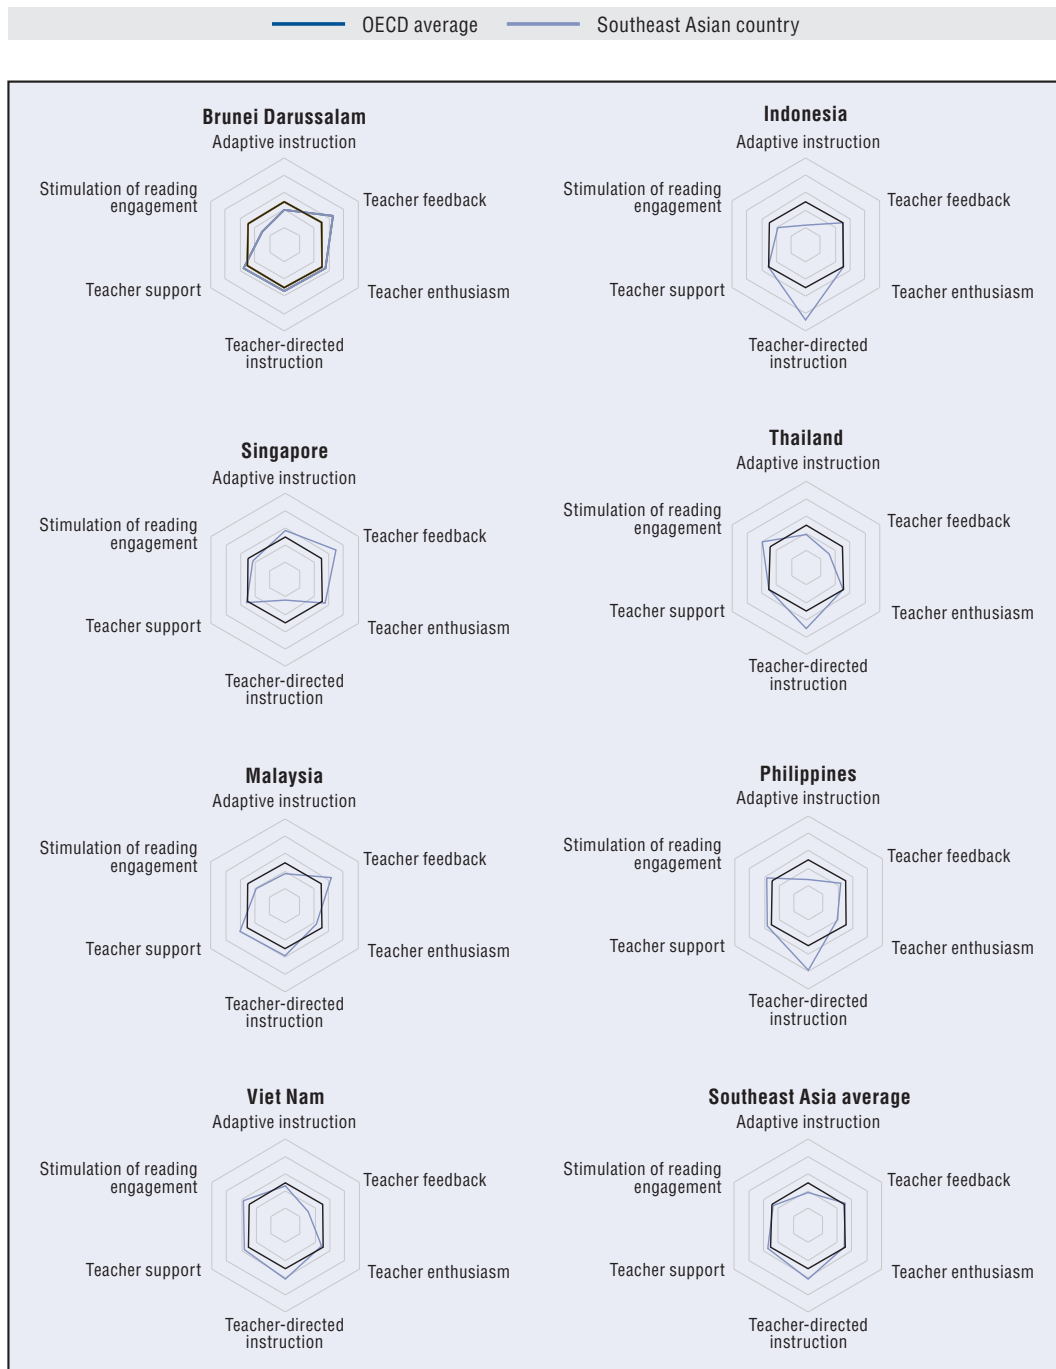 OECD average
Southeast Asian country
Brunei Darussalam
Adaptive instruction
Stimulation of reading
engagement
Teacher feedback
Teacher support
Teacher enthusiasm
Teacher-directed
instruction
Indonesia
Adaptive instruction
Stimulation of reading
engagement
Teacher feedback
Teacher support
Teacher enthusiasm
Teacher-directed
instruction
Singapore
Adaptive instruction
Stimulation of reading
engagement
Teacher feedback
Teacher support
Teacher enthusiasm
Teacher-directed
instruction
Thailand
Adaptive instruction
Stimulation of reading
engagement
Teacher feedback
Teacher support
Teacher enthusiasm
Teacher-directed
instruction
Malaysia
Adaptive instruction
Stimulation of reading
engagement
Teacher feedback
Teacher support
Teacher enthusiasm
Teacher-directed
instruction
Philippines
Adaptive instruction
Stimulation of reading
engagement
Teacher feedback
Teacher support
Teacher enthusiasm
Teacher-directed
instruction
Viet Nam
Adaptive instruction
Stimulation of reading
engagement
Teacher feedback
Teacher support
Teacher enthusiasm
Teacher-directed
instruction
Southeast Asia average
Adaptive instruction
Stimulation of reading
engagement
Teacher feedback
Teacher support
Teacher enthusiasm
Teacher-directed
instruction